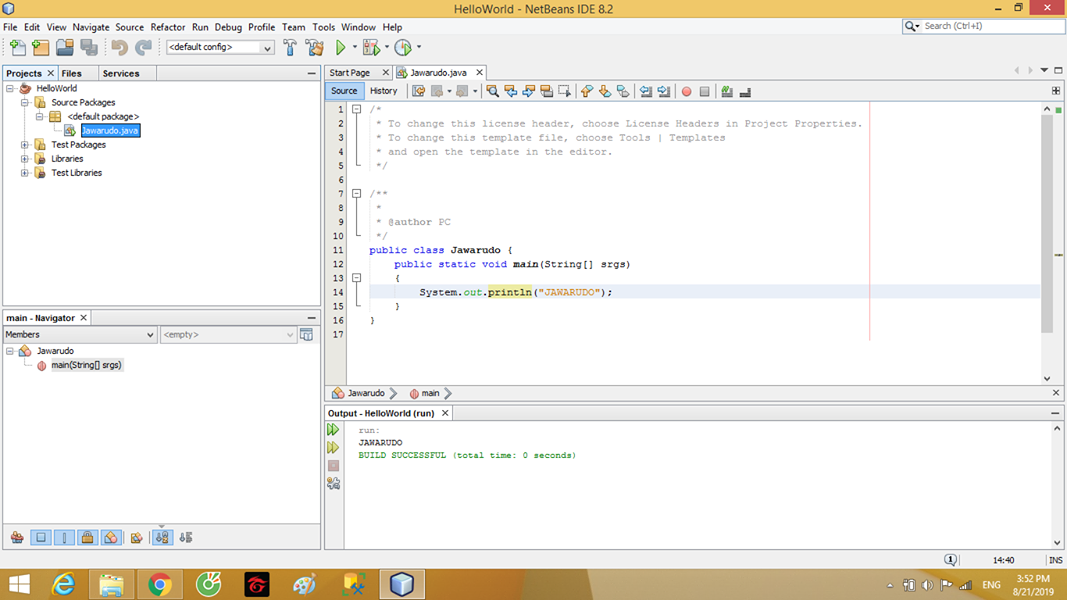 HelloWorld - NetBeans IDE 8.2
File Edit View Navigate Source Refactor Run Debug Profile Team Tools Window Help
Search (Ctrl+I)
<default config>
Projects Files Services
HelloWorld
Source Packages
<default package>
Jawarudo.java
Test Packages
Libraries
Test Libraries
Start Page Jawarudo.java
Source History
1 /*
2 * To change this license header, choose License Headers in Project Properties.
3 * To change this template file, choose Tools | Templates
4 * and open the template in the editor.
5 */
6
7 /**
8 *
9 * @author PC
10 */
11 public class Jawarudo {
12 public static void main(String[] srgs)
13 {
14 System.out.println("JAWARUDO");
15 }
16 }
17
main - Navigator
Members <empty>
Jawarudo
main(String[] srgs)
Jawarudo main
Output - HelloWorld (run)
run:
JAWARUDO
BUILD SUCCESSFUL (total time: 0 seconds)
1 14:40 INS
ENG 3:52 PM
8/21/2019